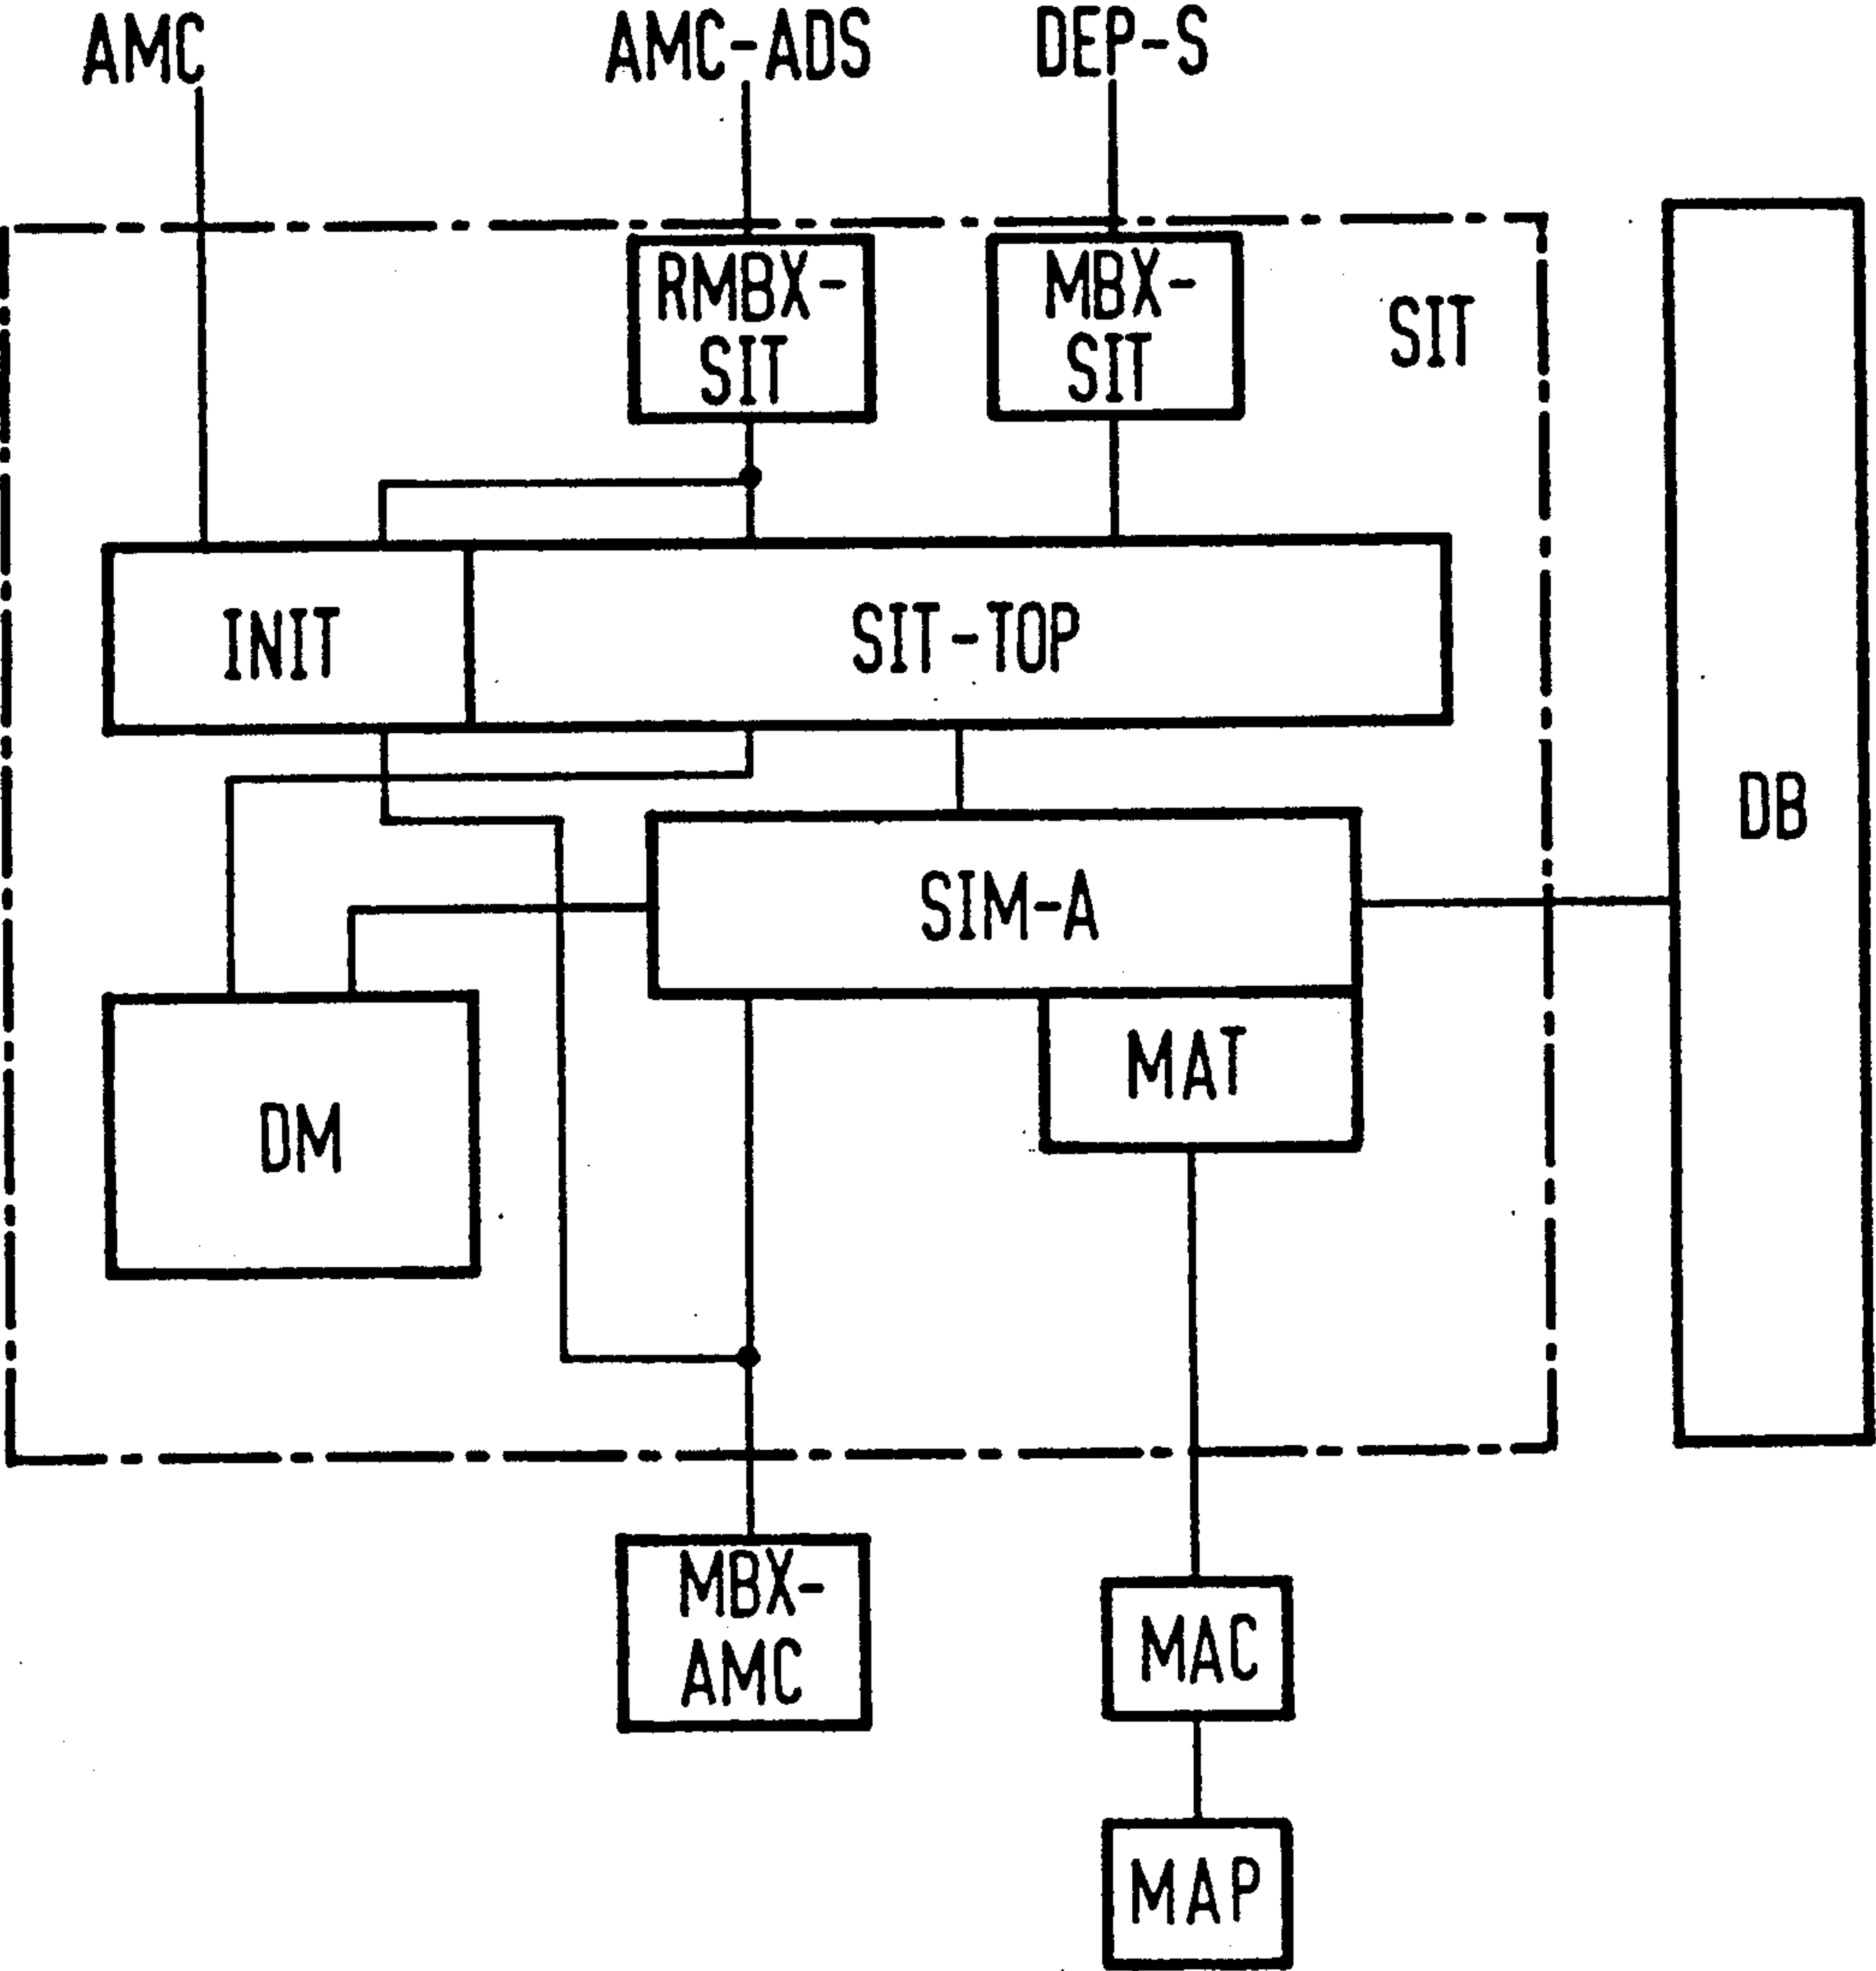 AMC
AMC-ADS
DEP-S
RMBX-
SIT
MBX-
SIT
SIT
INIT
SIT-TOP
DB
SIM-A
MAT
DM
MBX-
AMC
MAC
MAP